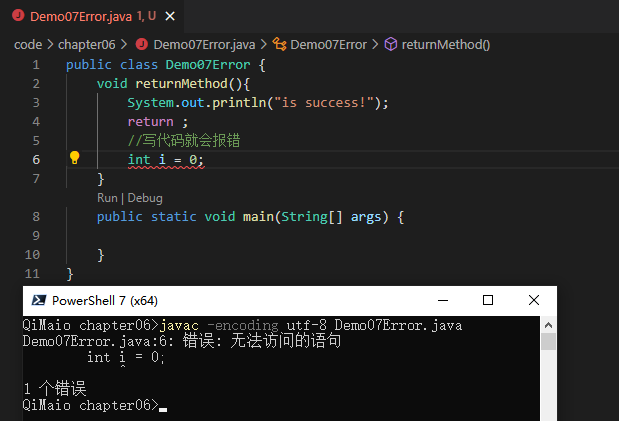 Demo07Error.java 1, U
code > chapter06 > Demo07Error.java > Demo07Error > returnMethod()
1 public class Demo07Error {
2 void returnMethod(){
3 System.out.println("is success!");
4 return ;
5 //写代码就会报错
6 int i = 0;
7 }
Run | Debug
8 public static void main(String[] args) {
9
10 }
11 }
PowerShell 7 (x64)
QiMaio chapter06>javac -encoding utf-8 Demo07Error.java
Demo07Error.java:6: 错误: 无法访问的语句
int i = 0;
^
1 个错误
QiMaio chapter06>